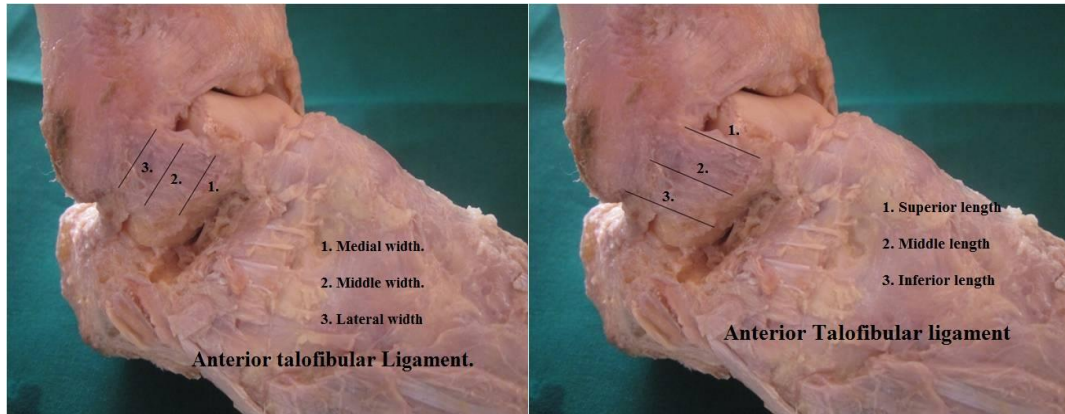 3.
2.
1.
1. Medial width.
2. Middle width.
3. Lateral width
Anterior talofibular Ligament.
1.
2.
3.
1. Superior length
2. Middle length
3. Inferior length
Anterior Talofibular ligament